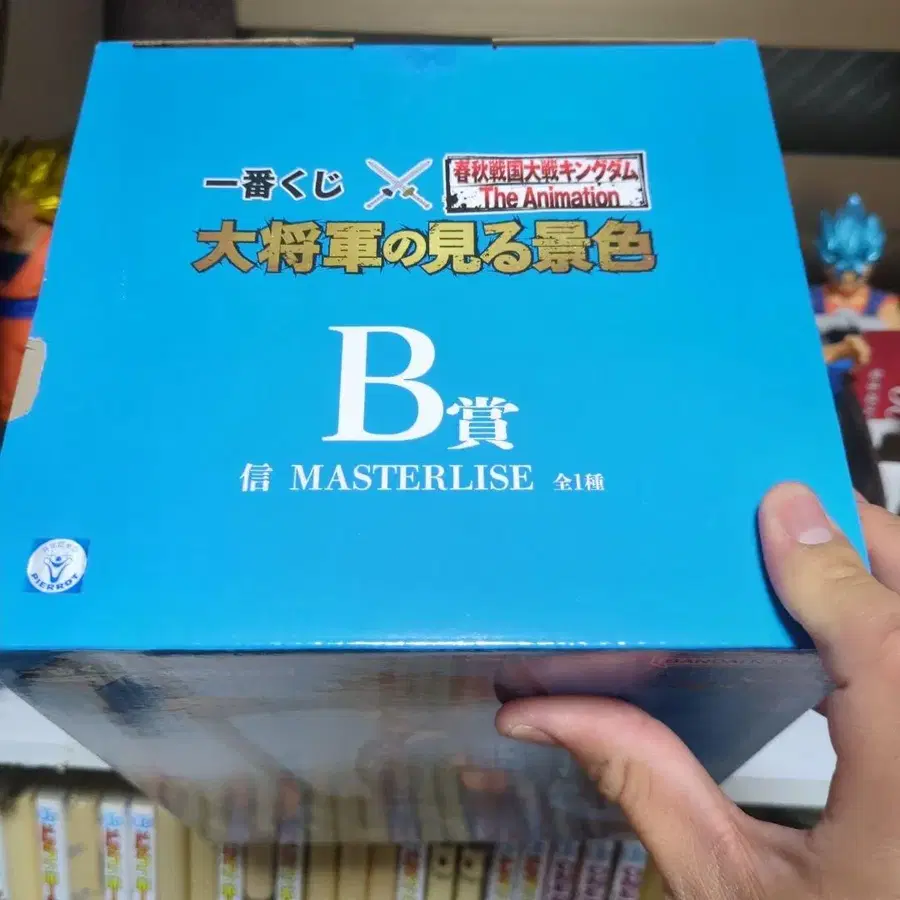 一番くじ
春秋戦国大戦キングダム
The Animation
大将軍の見る景色
B賞
信 MASTERLISE 全1種
PIERROT